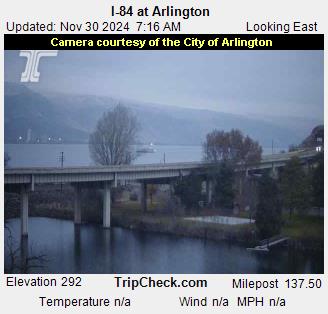 I-84 at Arlington
Updated: Nov 30 2024 7:16 AM Looking East
Camera courtesy of the City of Arlington
Elevation 292 TripCheck.com Milepost 137.50
Temperature n/a Wind n/a MPH n/a